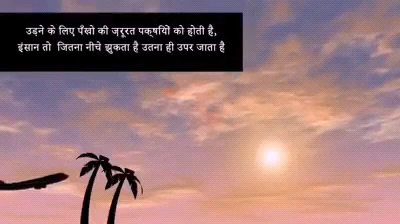 उड़ने के लिए पँखो की ज़रूरत पक्षियों को होती है,
इंसान तो जितना नीचे झुकता है उतना ही उपर जाता है